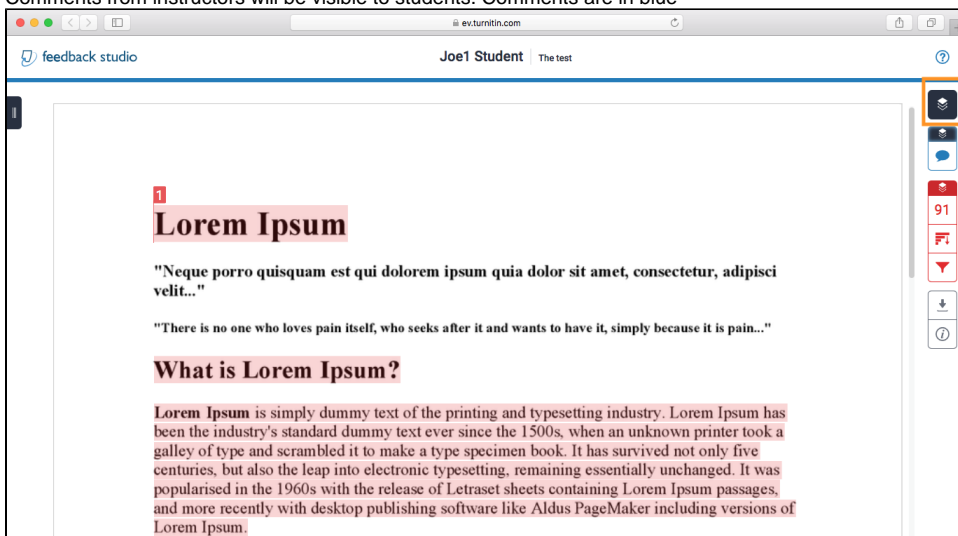 Comments from instructors will be visible to students. Comments are in blue
ev.turnitin.com
feedback studio
Joe1 Student The test
1
Lorem Ipsum
91
"Neque porro quisquam est qui dolorem ipsum quia dolor sit amet, consectetur, adipisci
velit..."
"There is no one who loves pain itself, who seeks after it and wants to have it, simply because it is pain..."
What is Lorem Ipsum?
Lorem Ipsum is simply dummy text of the printing and typesetting industry. Lorem Ipsum has
been the industry's standard dummy text ever since the 1500s, when an unknown printer took a
galley of type and scrambled it to make a type specimen book. It has survived not only five
centuries, but also the leap into electronic typesetting, remaining essentially unchanged. It was
popularised in the 1960s with the release of Letraset sheets containing Lorem Ipsum passages,
and more recently with desktop publishing software like Aldus PageMaker including versions of
Lorem Ipsum.